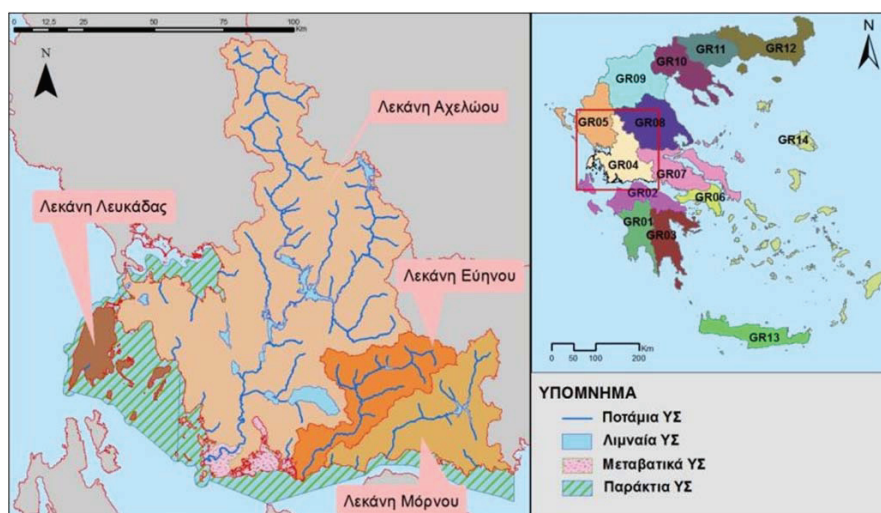 0 12,5 25 50 75 100
Km
N
Λεκάνη Αχελώου
Λεκάνη Λευκάδας
Λεκάνη Εύηνου
Λεκάνη Μόρνου
N
GR11
GR12
GR10
GR09
GR05
GR08
GR14
GR04
GR07
GR02
GR06
GR01
GR03
GR13
0 50 100 200
Km
ΥΠΟΜΝΗΜΑ
Ποτάμια ΥΣ
Λιμναία ΥΣ
Μεταβατικά ΥΣ
Παράκτια ΥΣ